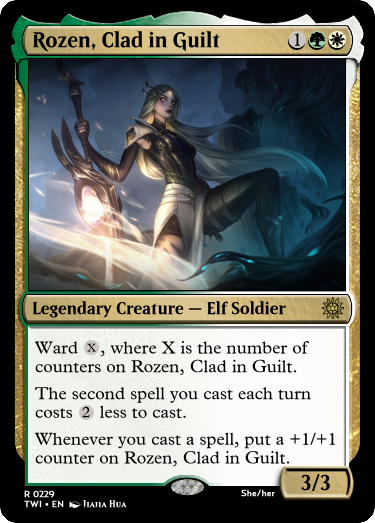 Rozen, Clad in Guilt 1
Legendary Creature — Elf Soldier
Ward X, where X is the number of
counters on Rozen, Clad in Guilt.
The second spell you cast each turn
costs 2 less to cast.
Whenever you cast a spell, put a +1/+1
counter on Rozen, Clad in Guilt.
3/3
R 0229
TWI • EN Jiajia Hua
She/her